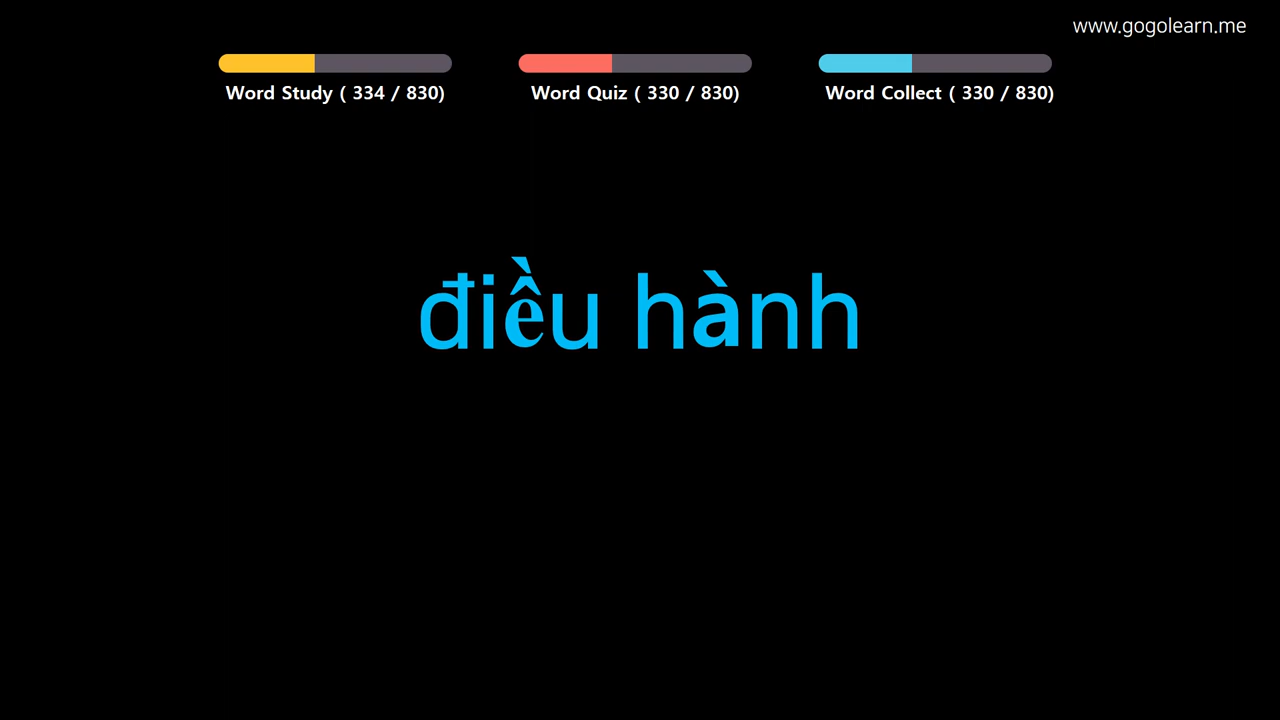 www.gogolearn.me
Word Study ( 334 / 830)
Word Quiz ( 330 / 830)
Word Collect ( 330 / 830)
điều hành